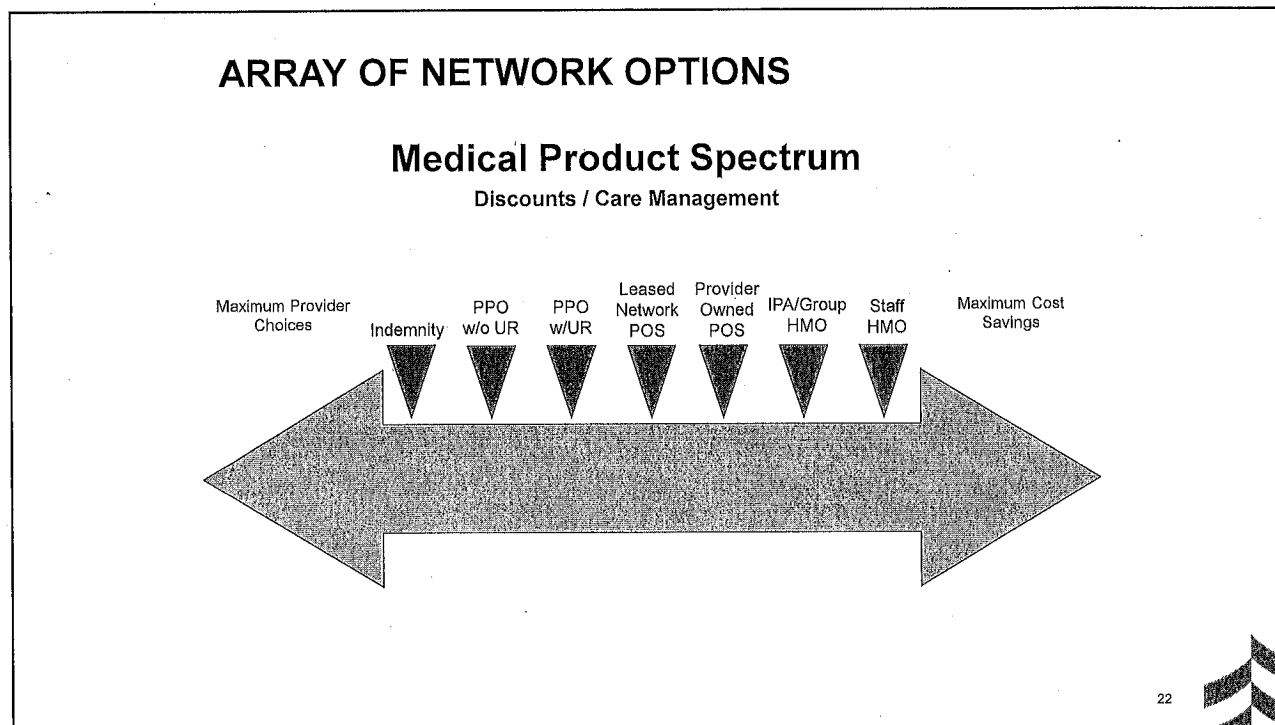 ARRAY OF NETWORK OPTIONS
Medical Product Spectrum
Discounts / Care Management
Maximum Provider
Choices
Indemnity
PPO
w/o UR
PPO
w/UR
Leased
Network
POS
Provider
Owned
POS
IPA/Group
HMO
Staff
HMO
Maximum Cost
Savings
22